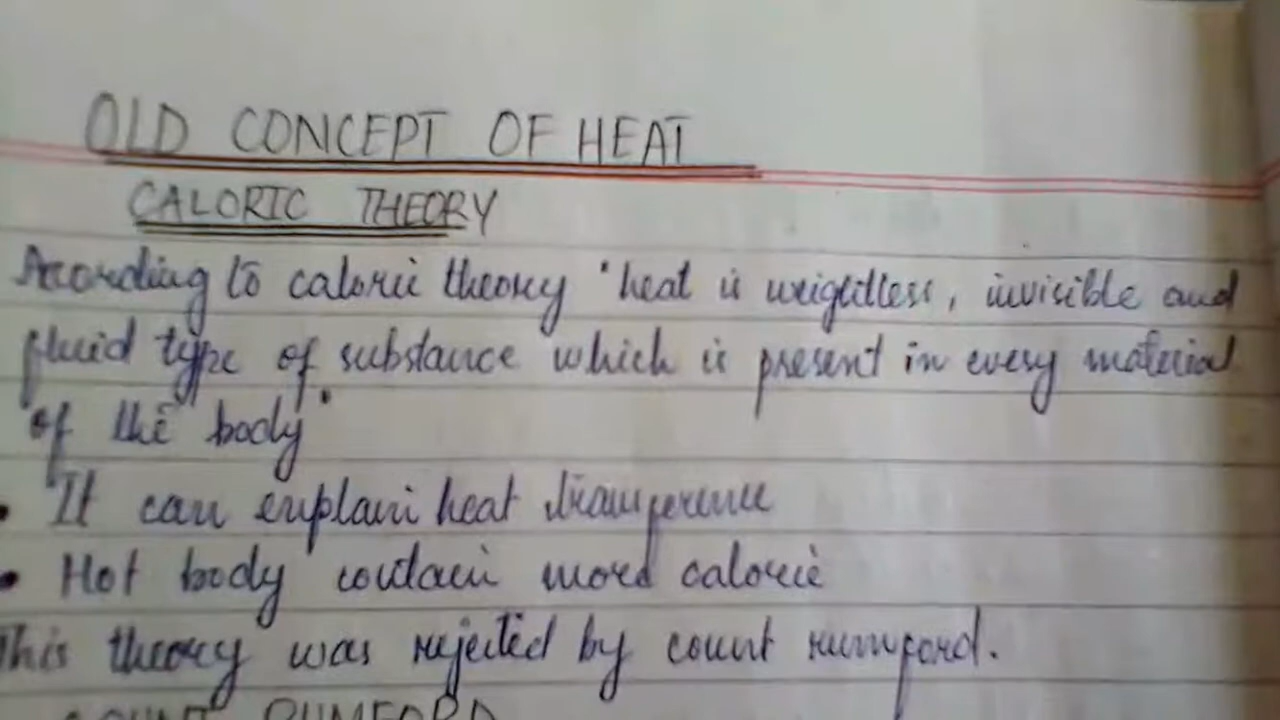 OLD CONCEPT OF HEAT
CALORIC THEORY
According to caloric theory "heat is weightless, invisible and
fluid type of substance which is present in every material
of the body"
• It can explain heat transference
• Hot body contain more caloric
This theory was rejected by count rumford.
COUNT RUMFORD